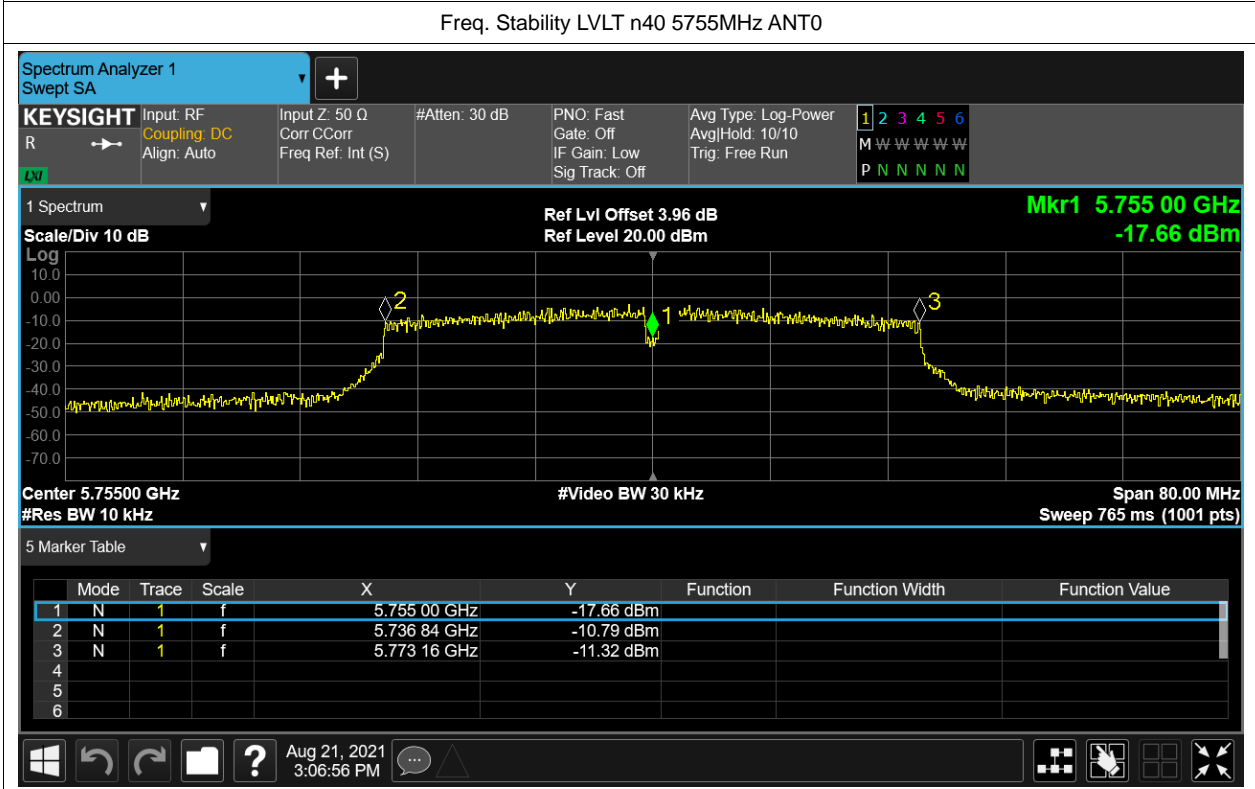 Freq. Stability LVLT n40 5755MHz ANT0
Spectrum Analyzer 1
Swept SA
KEYSIGHT
R
LXI
Input: RF
Coupling: DC
Align: Auto
Input Z: 50 Ω
Corr CCorr
Freq Ref: Int (S)
#Atten: 30 dB
PNO: Fast
Gate: Off
IF Gain: Low
Sig Track: Off
Avg Type: Log-Power
Avg|Hold: 10/10
Trig: Free Run
1 2 3 4 5 6
M W W W W W
P N N N N N
1 Spectrum
Scale/Div 10 dB
Ref Lvl Offset 3.96 dB
Ref Level 20.00 dBm
Mkr1 5.755 00 GHz
-17.66 dBm
Log
10.0
0.00
-10.0
-20.0
-30.0
-40.0
-50.0
-60.0
-70.0
2
1
3
Center 5.75500 GHz
#Video BW 30 kHz
Span 80.00 MHz
#Res BW 10 kHz
Sweep 765 ms (1001 pts)
5 Marker Table
Mode Trace Scale X Y Function Function Width Function Value
1 N 1 f 5.755 00 GHz -17.66 dBm
2 N 1 f 5.736 84 GHz -10.79 dBm
3 N 1 f 5.773 16 GHz -11.32 dBm
4
5
6
?
Aug 21, 2021
3:06:56 PM